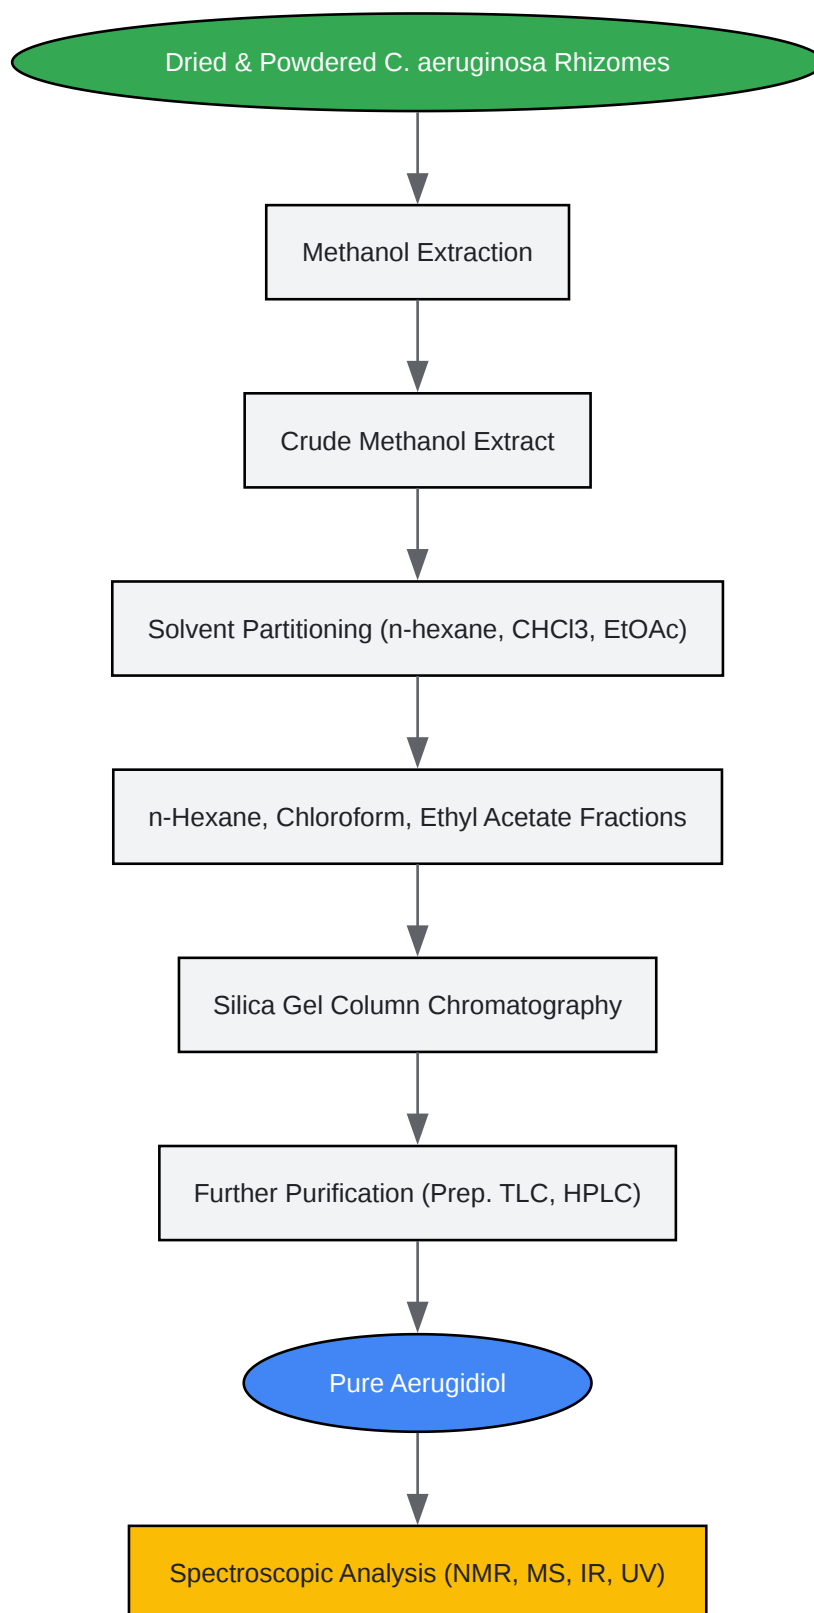 Dried & Powdered C. aeruginosa Rhizomes
Methanol Extraction
Crude Methanol Extract
Solvent Partitioning (n-hexane, CHCl3, EtOAc)
n-Hexane, Chloroform, Ethyl Acetate Fractions
Silica Gel Column Chromatography
Further Purification (Prep. TLC, HPLC)
Pure Aerugidiol
Spectroscopic Analysis (NMR, MS, IR, UV)